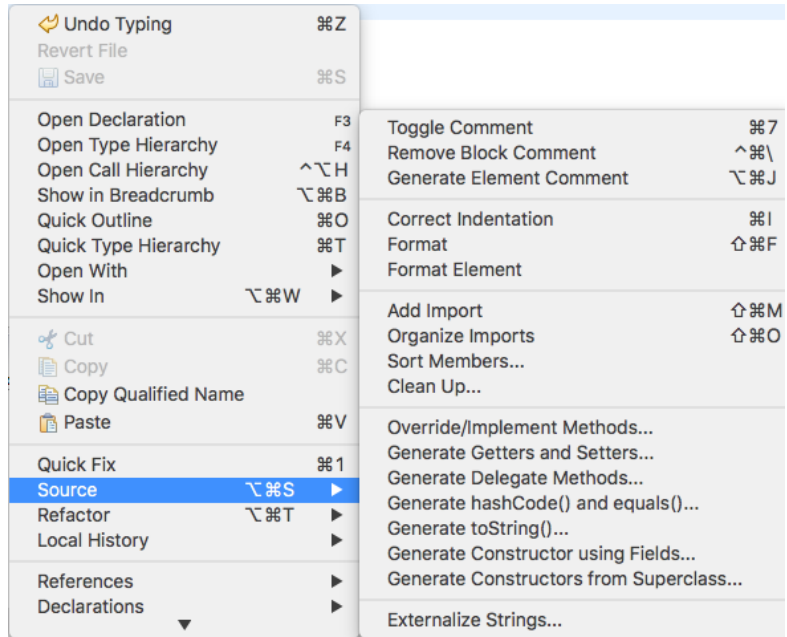 Undo Typing ⌘Z
Revert File
Save ⌘S
Open Declaration F3
Open Type Hierarchy F4
Open Call Hierarchy ^⌥H
Show in Breadcrumb ⌥⌘B
Quick Outline ⌘O
Quick Type Hierarchy ⌘T
Open With ▶
Show In ⌥⌘W ▶
Cut ⌘X
Copy ⌘C
Copy Qualified Name
Paste ⌘V
Quick Fix ⌘1
Source ⌥⌘S ▶
Refactor ⌥⌘T ▶
Local History ▶
References ▶
Declarations ▶
Toggle Comment ⌘7
Remove Block Comment ^⌘\
Generate Element Comment ⌥⌘J
Correct Indentation ⌘I
Format ⇧⌘F
Format Element
Add Import ⇧⌘M
Organize Imports ⇧⌘O
Sort Members...
Clean Up...
Override/Implement Methods...
Generate Getters and Setters...
Generate Delegate Methods...
Generate hashCode() and equals()...
Generate toString()...
Generate Constructor using Fields...
Generate Constructors from Superclass...
Externalize Strings...